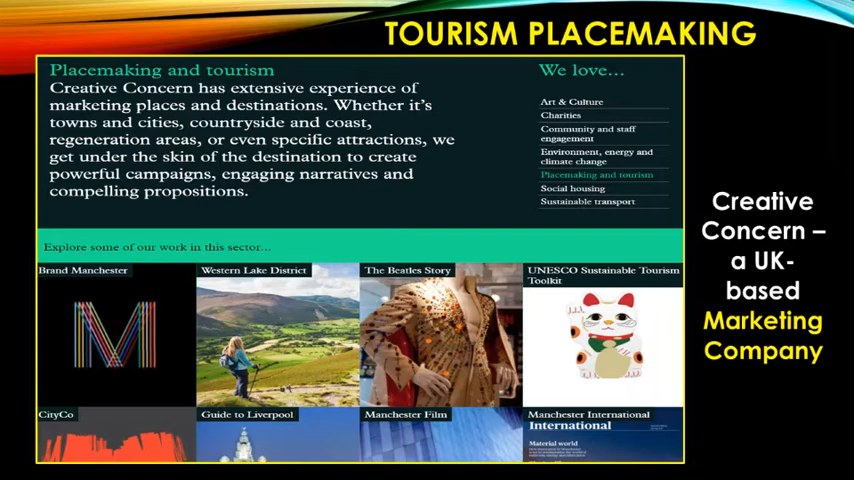 TOURISM PLACEMAKING
Placemaking and tourism
Creative Concern has extensive experience of
marketing places and destinations. Whether it's
towns and cities, countryside and coast,
regeneration areas, or even specific attractions, we
get under the skin of the destination to create
powerful campaigns, engaging narratives and
compelling propositions.
We love...
Art & Culture
Charities
Community and staff
engagement
Environment, energy and
climate change
Placemaking and tourism
Social housing
Sustainable transport
Explore some of our work in this sector...
Brand Manchester
Western Lake District
The Beatles Story
UNESCO Sustainable Tourism
Toolkit
M
CityCo
Guide to Liverpool
Manchester Film
Manchester International
International
Material world
Creative
Concern –
a UK-
based
Marketing
Company